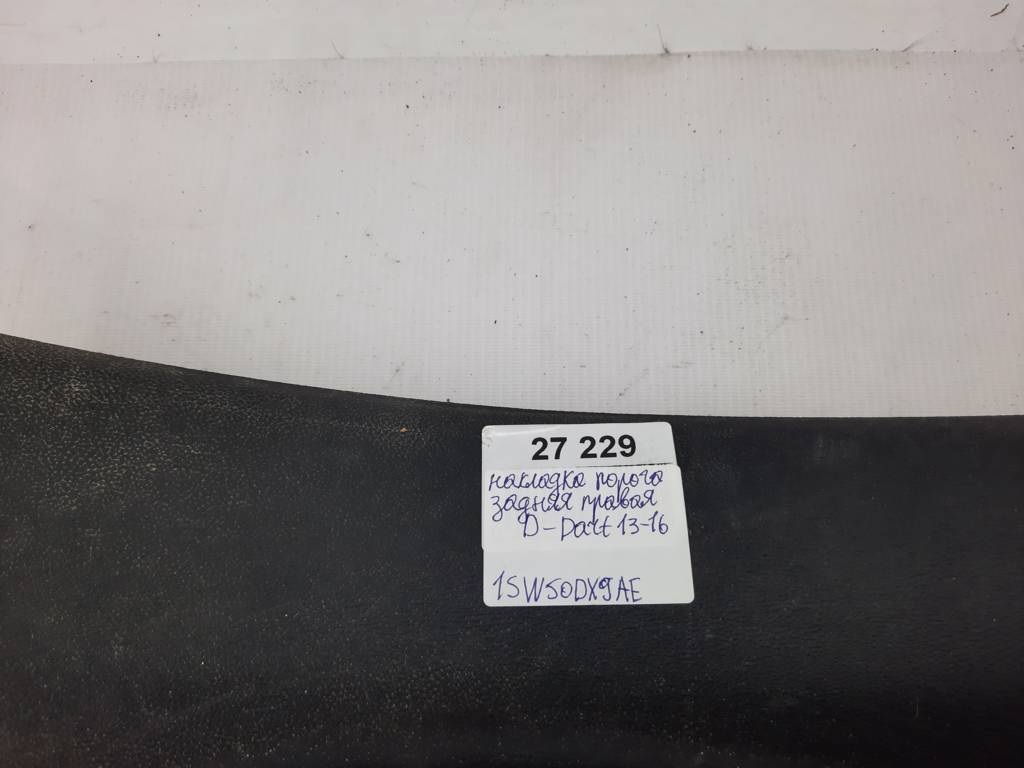 27 229
накладка порога
задняя правая
D-Dart 13-16
1SW50DX9AE